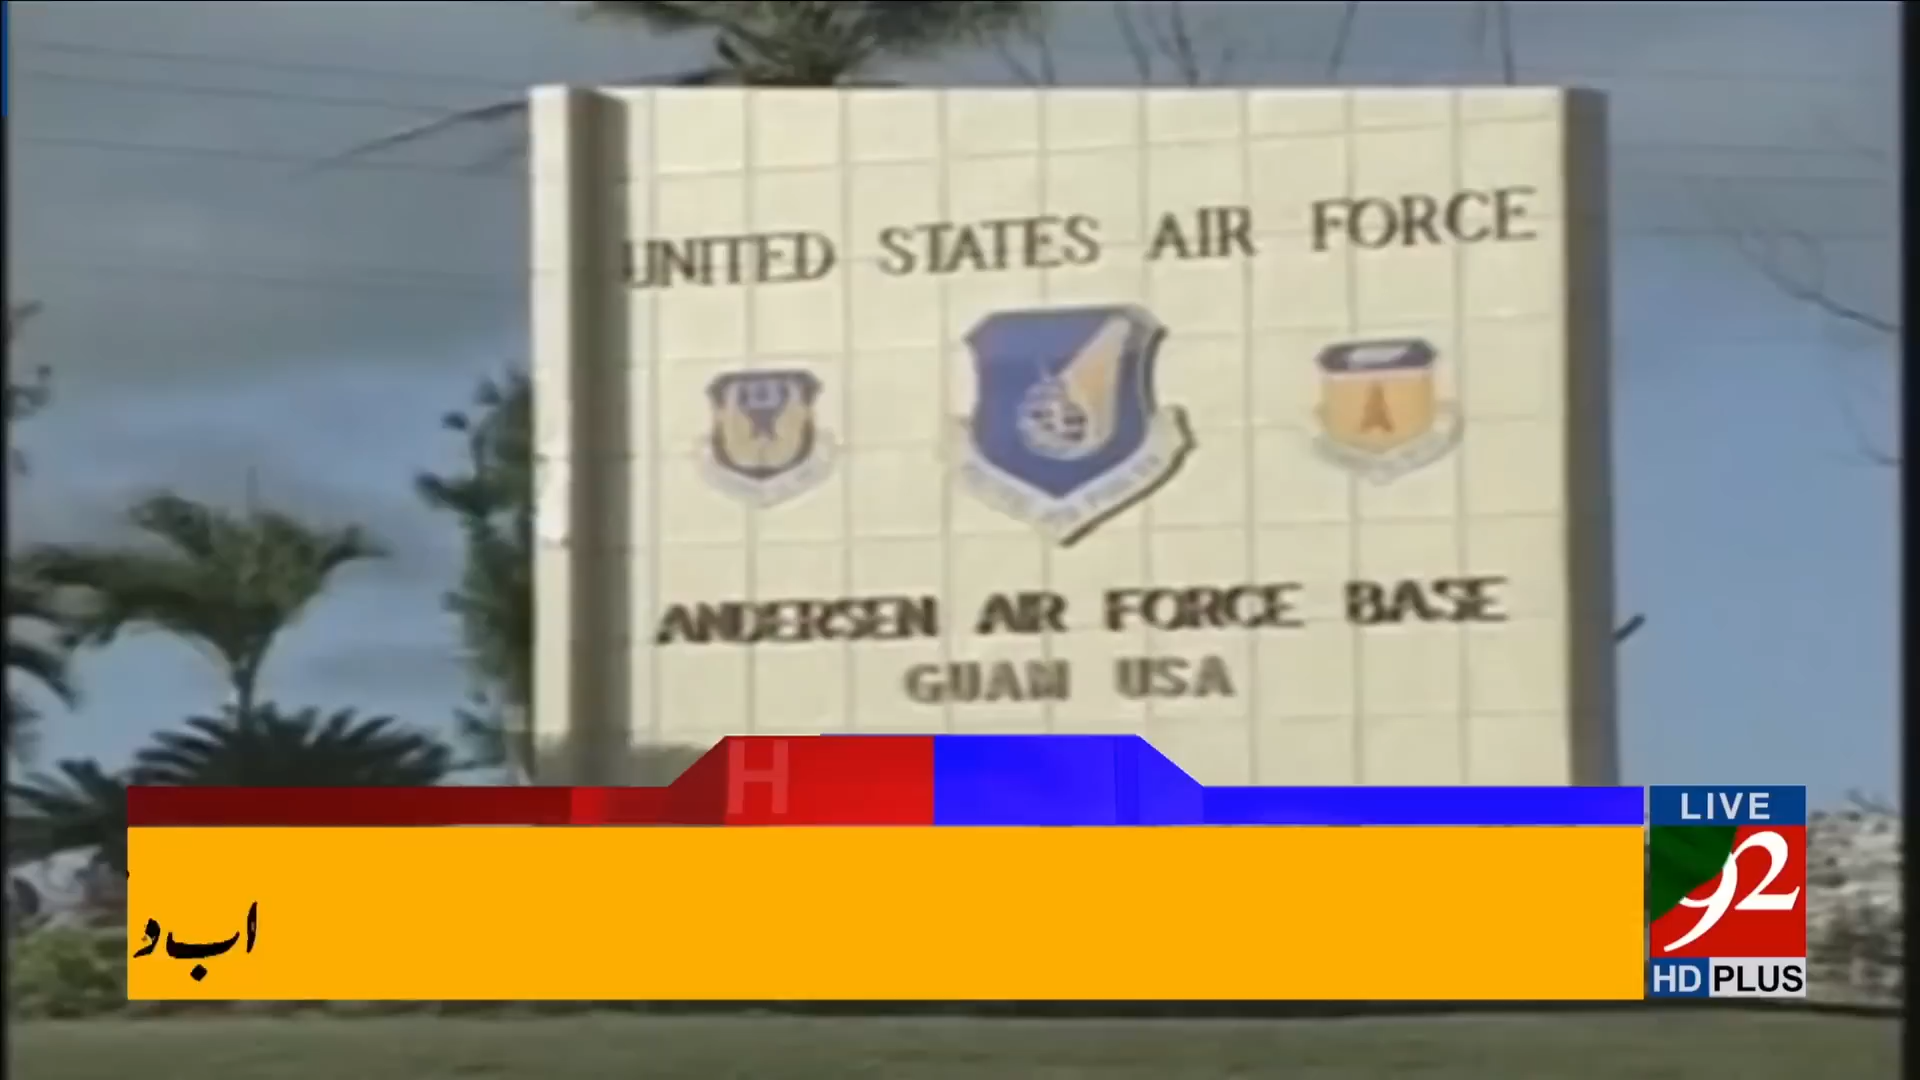 UNITED STATES AIR FORCE
ANDERSEN AIR FORCE BASE
GUAM USA
H
اب د
LIVE
92
HD PLUS